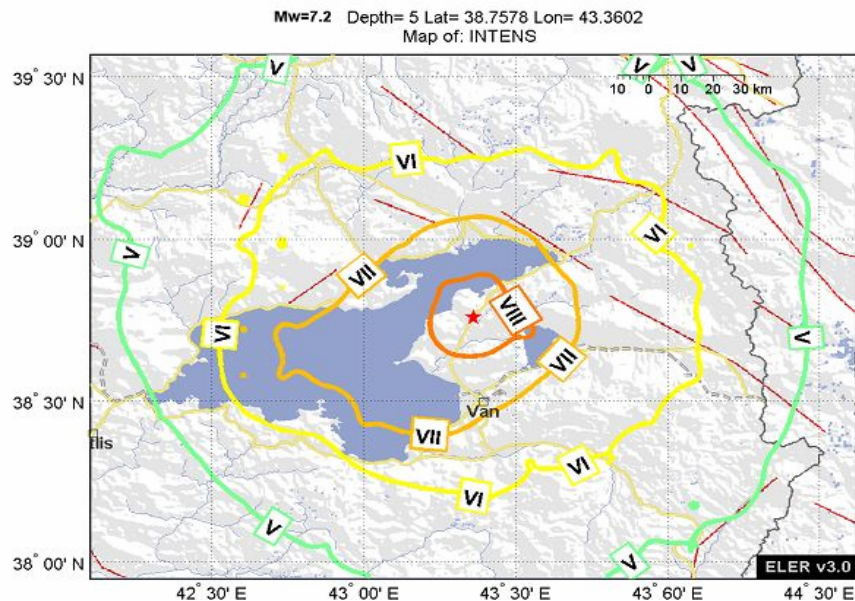 Mw=7.2 Depth= 5 Lat= 38.7578 Lon= 43.3602
Map of: INTENS
39° 30' N
39° 00' N
38° 30' N
38° 00' N
V
V
V
10 0 10 20 30 km
VI
VI
V
VII
VIII
VI
V
VII
Van
tlis
VII
VI
VI
V
V
ELER v3.0
42° 30' E
43° 00' E
43° 30' E
43° 60' E
44° 30' E